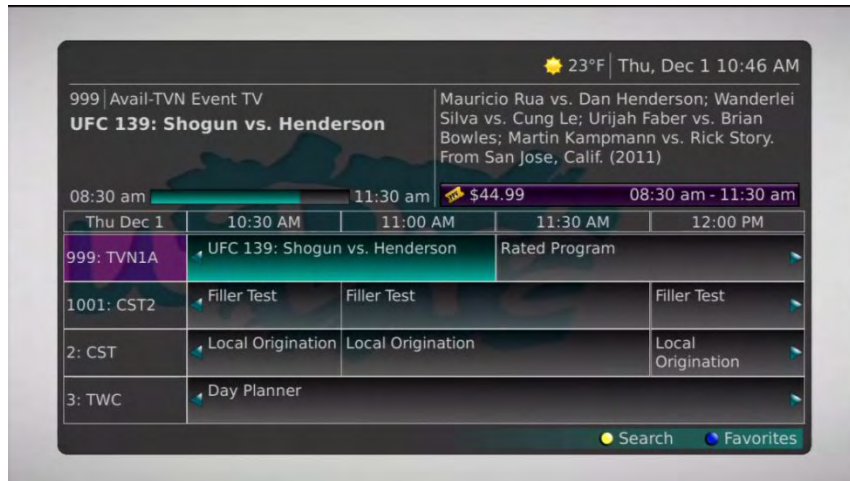 23°F Thu, Dec 1 10:46 AM
999 Avail-TVN Event TV
UFC 139: Shogun vs. Henderson
Mauricio Rua vs. Dan Henderson; Wanderlei
Silva vs. Cung Le; Urijah Faber vs. Brian
Bowles; Martin Kampmann vs. Rick Story.
From San Jose, Calif. (2011)
08:30 am 11:30 am
$44.99 08:30 am - 11:30 am
Thu Dec 1 10:30 AM 11:00 AM 11:30 AM 12:00 PM
999: TVN1A UFC 139: Shogun vs. Henderson Rated Program
1001: CST2 Filler Test Filler Test Filler Test
2: CST Local Origination Local Origination Local
Origination
3: TWC Day Planner
Search Favorites